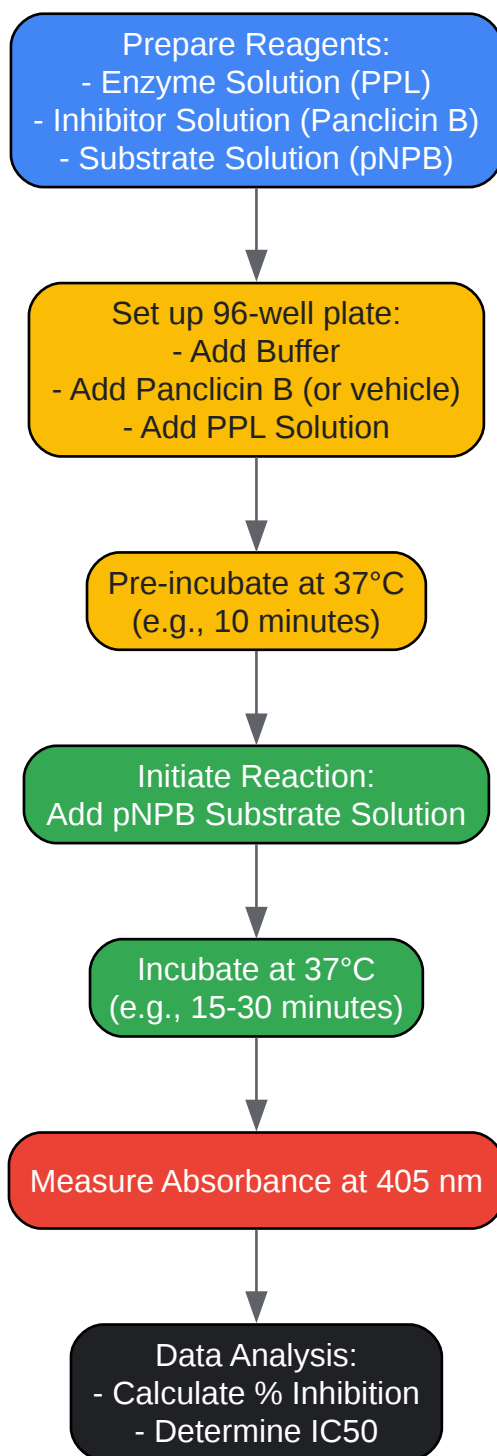 Prepare Reagents:
- Enzyme Solution (PPL)
- Inhibitor Solution (Panclicin B)
- Substrate Solution (pNPB)
Set up 96-well plate:
- Add Buffer
- Add Panclicin B (or vehicle)
- Add PPL Solution
Pre-incubate at 37°C
(e.g., 10 minutes)
Initiate Reaction:
Add pNPB Substrate Solution
Incubate at 37°C
(e.g., 15-30 minutes)
Measure Absorbance at 405 nm
Data Analysis:
- Calculate % Inhibition
- Determine IC50